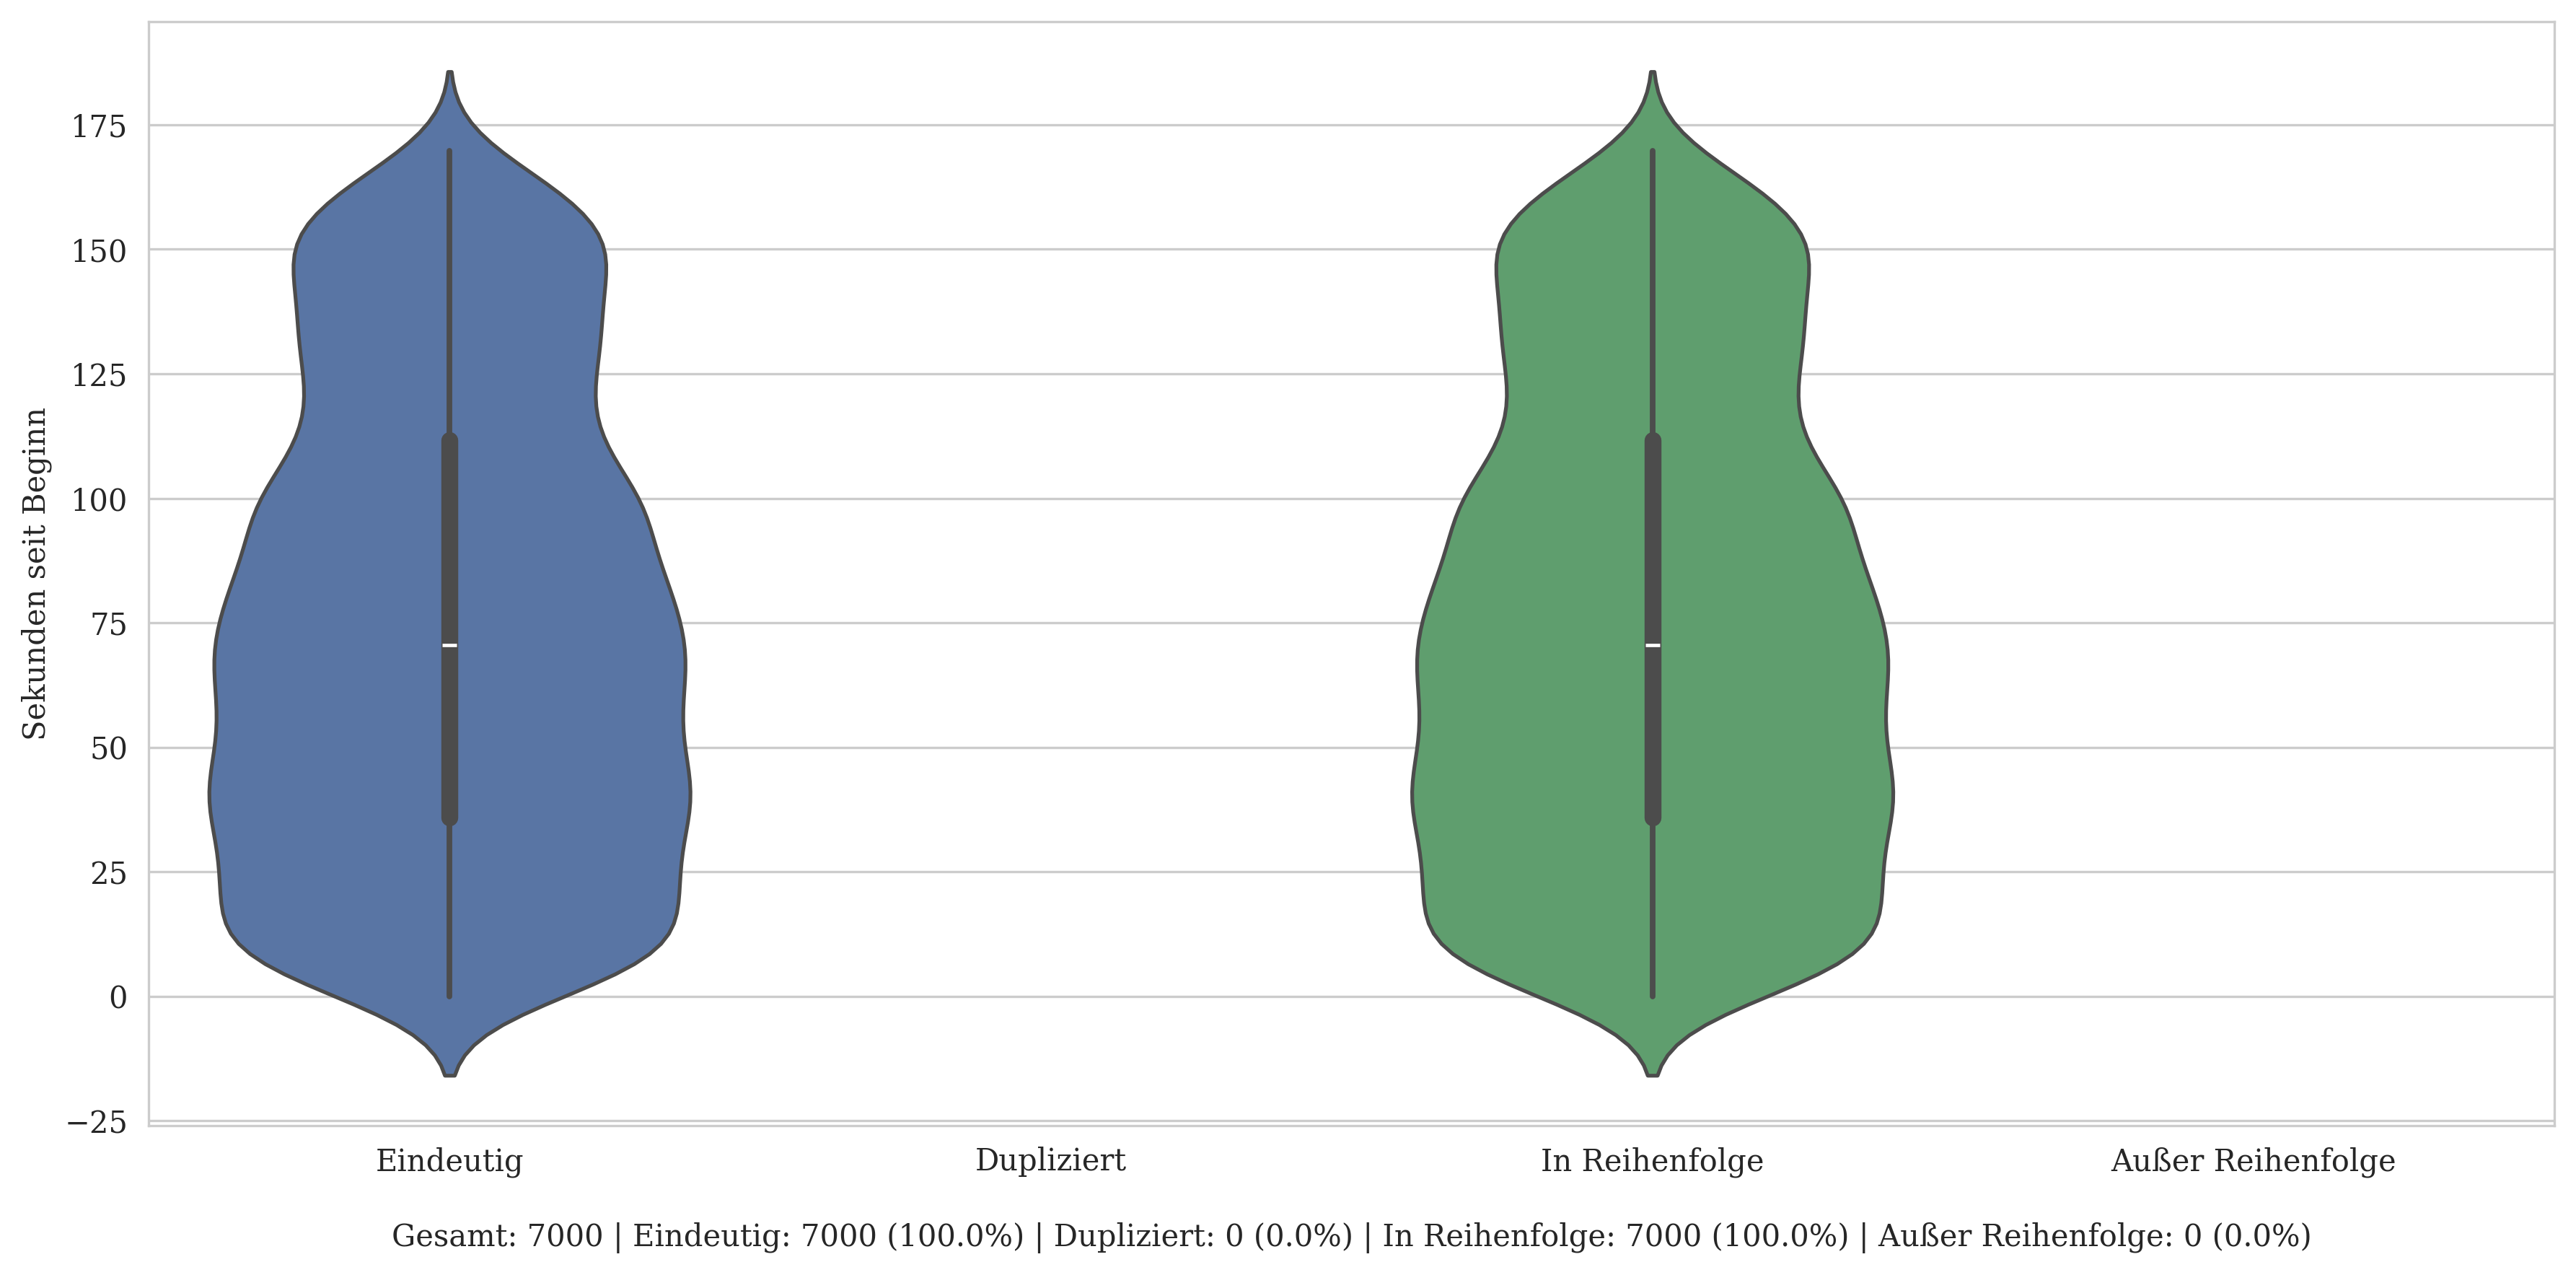 Sekunden seit Beginn
175
150
125
100
75
50
25
0
−25
Eindeutig
Dupliziert
In Reihenfolge
Außer Reihenfolge
Gesamt: 7000 | Eindeutig: 7000 (100.0%) | Dupliziert: 0 (0.0%) | In Reihenfolge: 7000 (100.0%) | Außer Reihenfolge: 0 (0.0%)